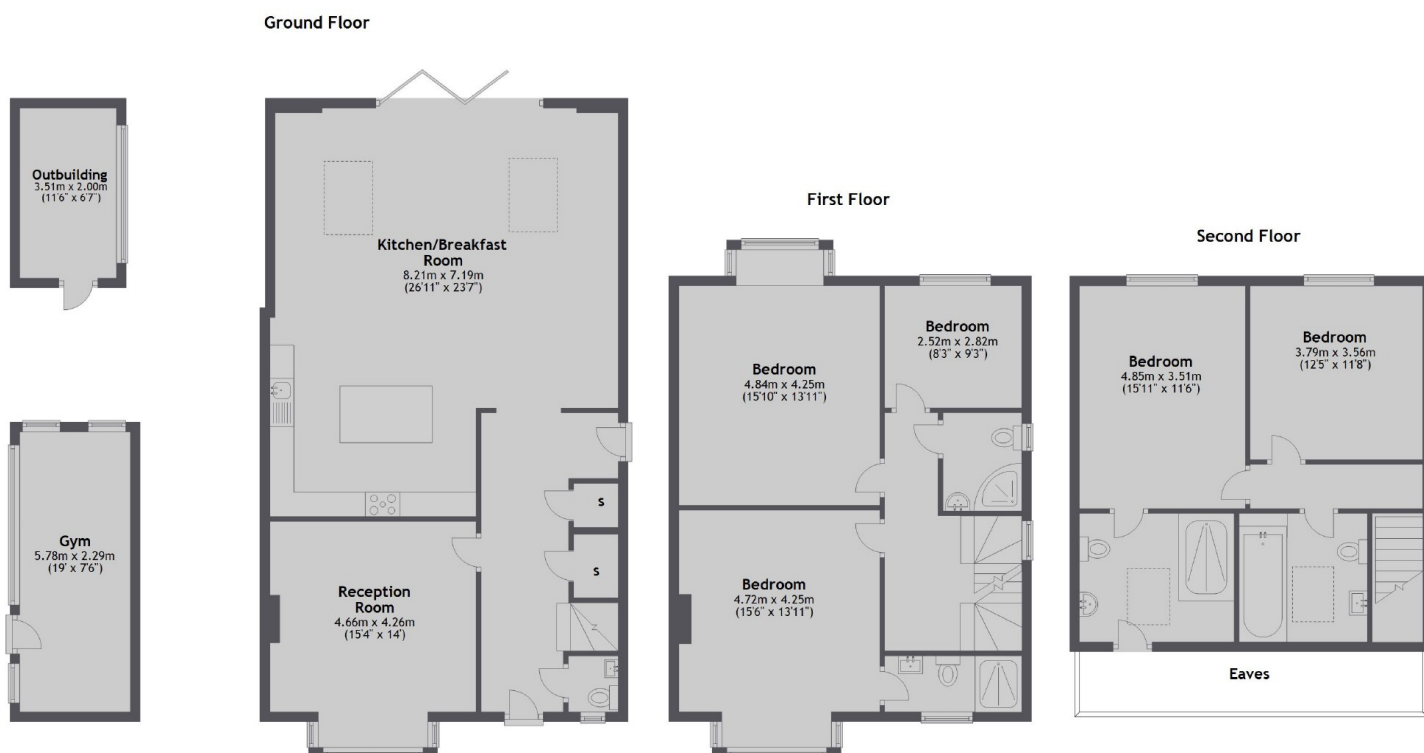 Ground Floor
Outbuilding
3.51m x 2.00m
(11'6" x 6'7")
Gym
5.78m x 2.29m
(19' x 7'6")
Kitchen/Breakfast
Room
8.21m x 7.19m
(26'11" x 23'7")
S
S
Reception
Room
4.66m x 4.26m
(15'4" x 14')
First Floor
Bedroom
4.84m x 4.25m
(15'10" x 13'11")
Bedroom
2.52m x 2.82m
(8'3" x 9'3")
Bedroom
4.72m x 4.25m
(15'6" x 13'11")
Second Floor
Bedroom
4.85m x 3.51m
(15'11" x 11'6")
Bedroom
3.79m x 3.56m
(12'5" x 11'8")
Eaves